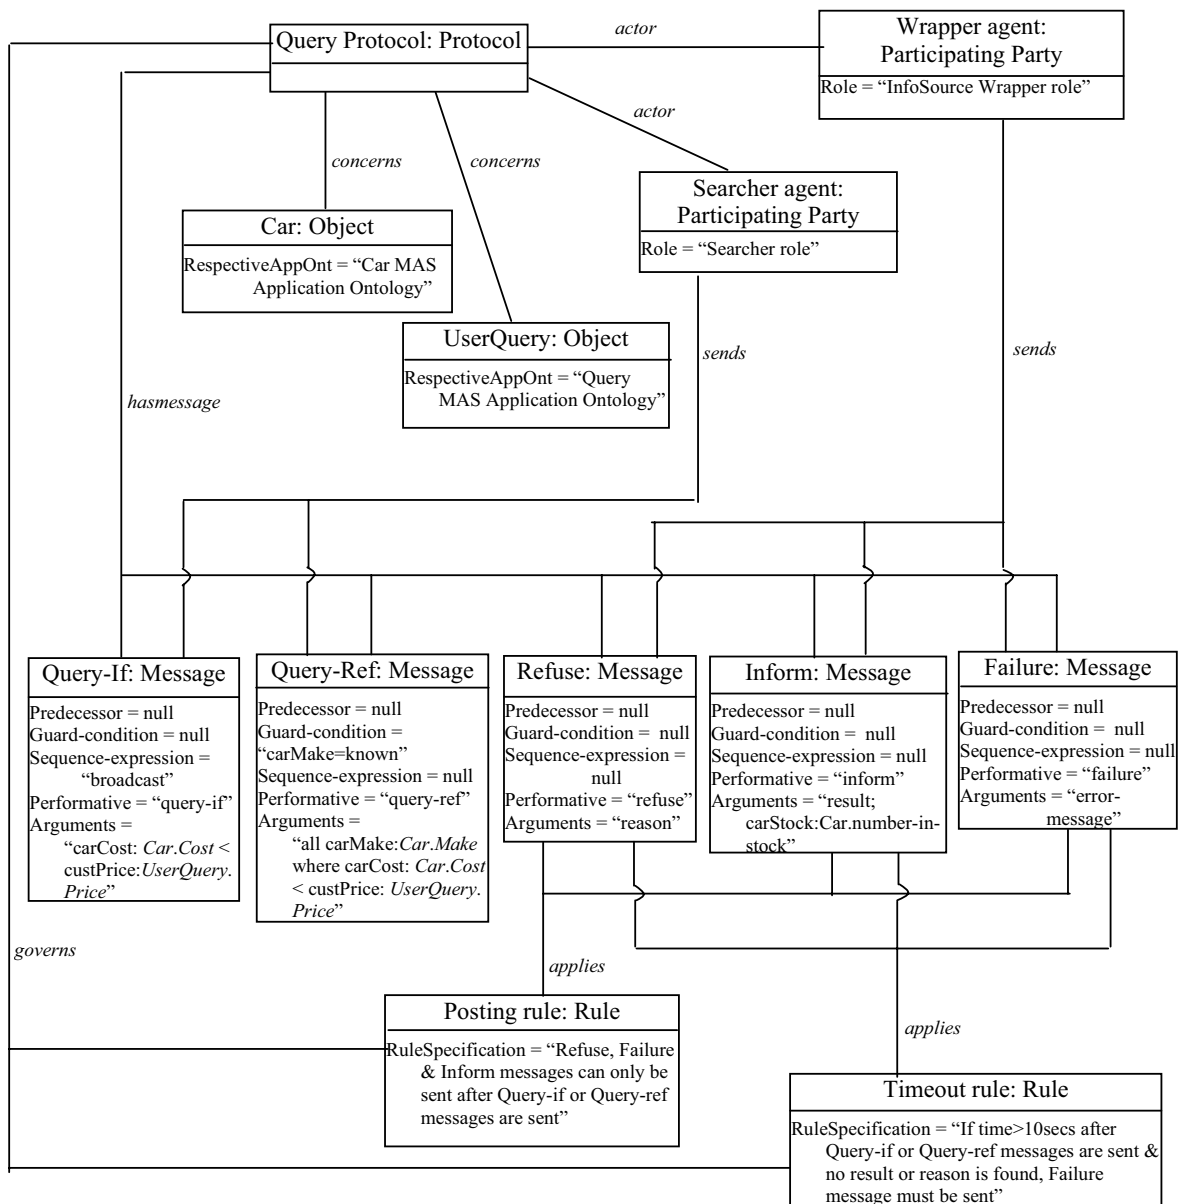 Query Protocol: Protocol
actor
Wrapper agent:
Participating Party
Role = “InfoSource Wrapper role”
actor
concerns
concerns
Searcher agent:
Participating Party
Role = “Searcher role”
Car: Object
RespectiveAppOnt = “Car MAS
Application Ontology”
UserQuery: Object
RespectiveAppOnt = “Query
MAS Application Ontology”
sends
sends
hasmessage
Query-If: Message
Predecessor = null
Guard-condition = null
Sequence-expression =
“broadcast”
Performative = “query-if”
Arguments =
“carCost: Car.Cost <
custPrice:UserQuery.
Price”
Query-Ref: Message
Predecessor = null
Guard-condition =
“carMake=known”
Sequence-expression = null
Performative = “query-ref”
Arguments =
“all carMake:Car.Make
where carCost: Car.Cost
< custPrice: UserQuery.
Price”
Refuse: Message
Predecessor = null
Guard-condition = null
Sequence-expression =
null
Performative = “refuse”
Arguments = “reason”
Inform: Message
Predecessor = null
Guard-condition = null
Sequence-expression = null
Performative = “inform”
Arguments = “result;
carStock:Car.number-in-
stock”
Failure: Message
Predecessor = null
Guard-condition = null
Sequence-expression = null
Performative = “failure”
Arguments = “error-
message”
governs
applies
applies
Posting rule: Rule
RuleSpecification = “Refuse, Failure
& Inform messages can only be
sent after Query-if or Query-ref
messages are sent”
Timeout rule: Rule
RuleSpecification = “If time>10secs after
Query-if or Query-ref messages are sent &
no result or reason is found, Failure
message must be sent”